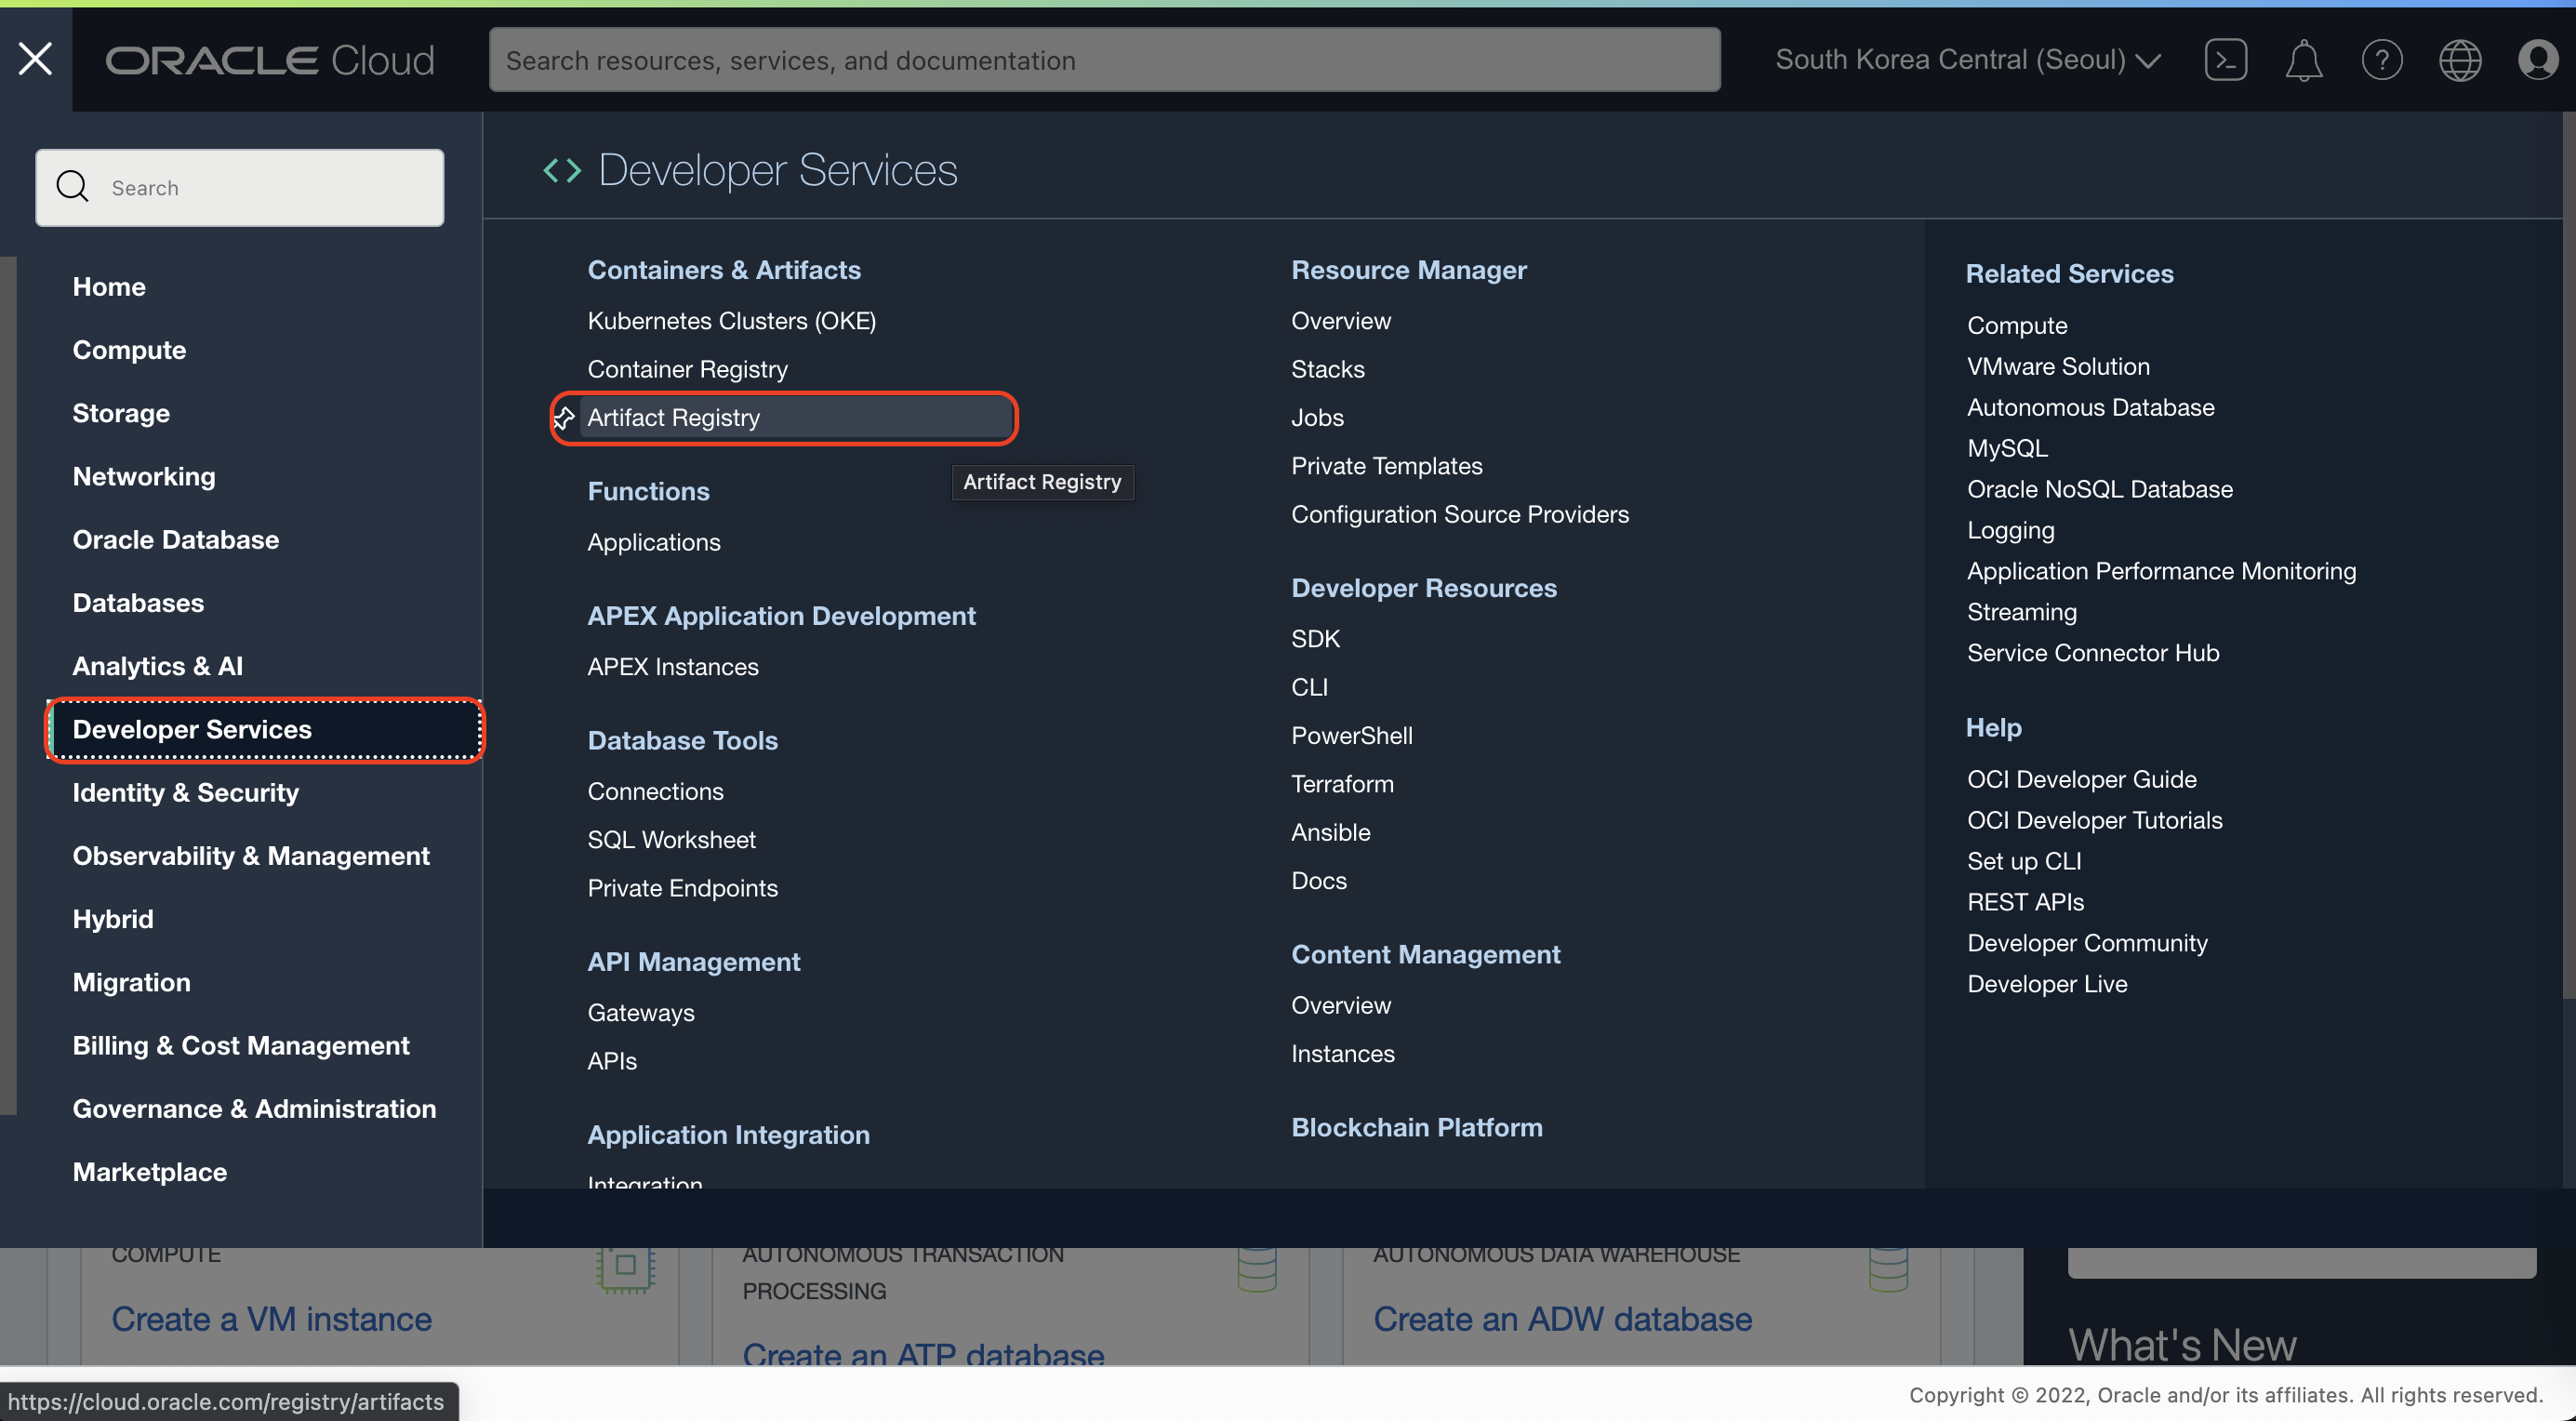 ORACLE Cloud
Search resources, services, and documentation
South Korea Central (Seoul)
Search
Home
Compute
Storage
Networking
Oracle Database
Databases
Analytics & AI
Developer Services
Identity & Security
Observability & Management
Hybrid
Migration
Billing & Cost Management
Governance & Administration
Marketplace
Developer Services
Containers & Artifacts
Kubernetes Clusters (OKE)
Container Registry
Artifact Registry
Artifact Registry
Functions
Applications
APEX Application Development
APEX Instances
Database Tools
Connections
SQL Worksheet
Private Endpoints
API Management
Gateways
APIs
Application Integration
Integration
Resource Manager
Overview
Stacks
Jobs
Private Templates
Configuration Source Providers
Developer Resources
SDK
CLI
PowerShell
Terraform
Ansible
Docs
Content Management
Overview
Instances
Blockchain Platform
Related Services
Compute
VMware Solution
Autonomous Database
MySQL
Oracle NoSQL Database
Logging
Application Performance Monitoring
Streaming
Service Connector Hub
Help
OCI Developer Guide
OCI Developer Tutorials
Set up CLI
REST APIs
Developer Community
Developer Live
COMPUTE
Create a VM instance
AUTONOMOUS TRANSACTION
PROCESSING
Create an ATP database
AUTONOMOUS DATA WAREHOUSE
Create an ADW database
What's New
https://cloud.oracle.com/registry/artifacts
Copyright © 2022, Oracle and/or its affiliates. All rights reserved.